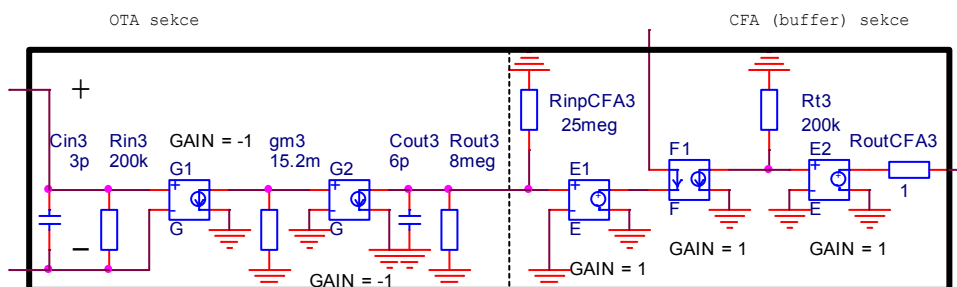 OTA sekce
CFA (buffer) sekce
+
Cin3
3p
Rin3
200k
GAIN = -1
G1
+
-
G
gm3
15.2m
G2
+
-
G
GAIN = -1
Cout3
6p
Rout3
8meg
RinpCFA3
25meg
E1
+
-
E
GAIN = 1
F1
F
GAIN = 1
Rt3
200k
E2
+
-
E
GAIN = 1
RoutCFA3
1
−